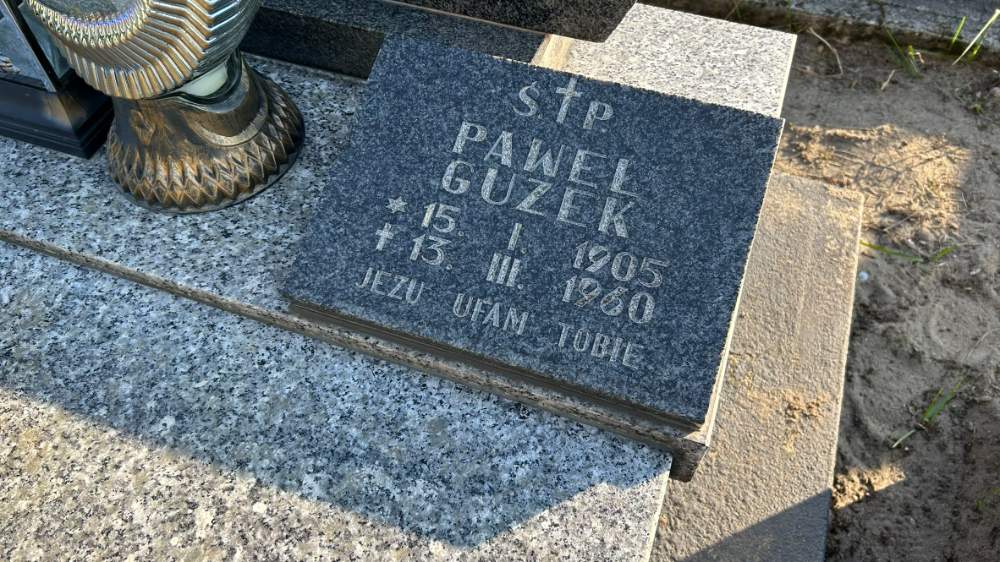 Ś✝P.
PAWEŁ
GUZEK
★ 15. I. 1905
✝ 13. III. 1960
JEZU UFAM TOBIE